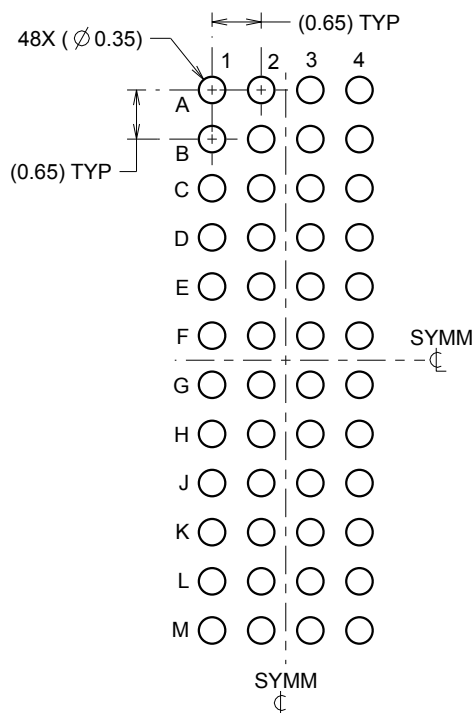 (0.65) TYP
48X ( ∅ 0.35)
1 2 3 4
A
B
(0.65) TYP
C
D
E
F
SYMM
℄
G
H
J
K
L
M
SYMM
℄